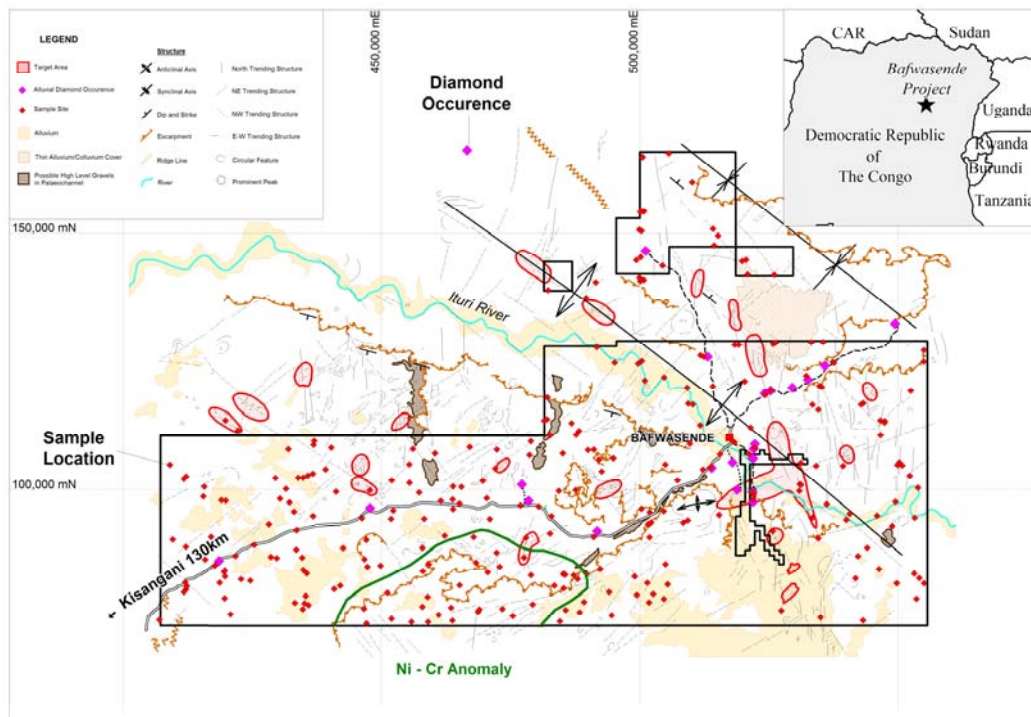 LEGEND
Target Area
Alluvial Diamond Occurence
Sample Site
Alluvium
Thin Alluvium/Colluvium Cover
Possible High Level Gravels
in Palaeochannel
Structure
Anticlinal Axis
Synclinal Axis
Dip and Strike
Escarpment
Ridge Line
River
North Trending Structure
NE Trending Structure
NW Trending Structure
E-W Trending Structure
Circular Feature
Prominent Peak
450,000 mE
500,000 mE
CAR
Sudan
Bafwasende
Project
Uganda
Democratic Republic
of
The Congo
Rwanda
Burundi
Tanzania
Diamond
Occurence
150,000 mN
Ituri River
BAFWASENDE
Sample
Location
100,000 mN
Kisangani 130km
Ni - Cr Anomaly